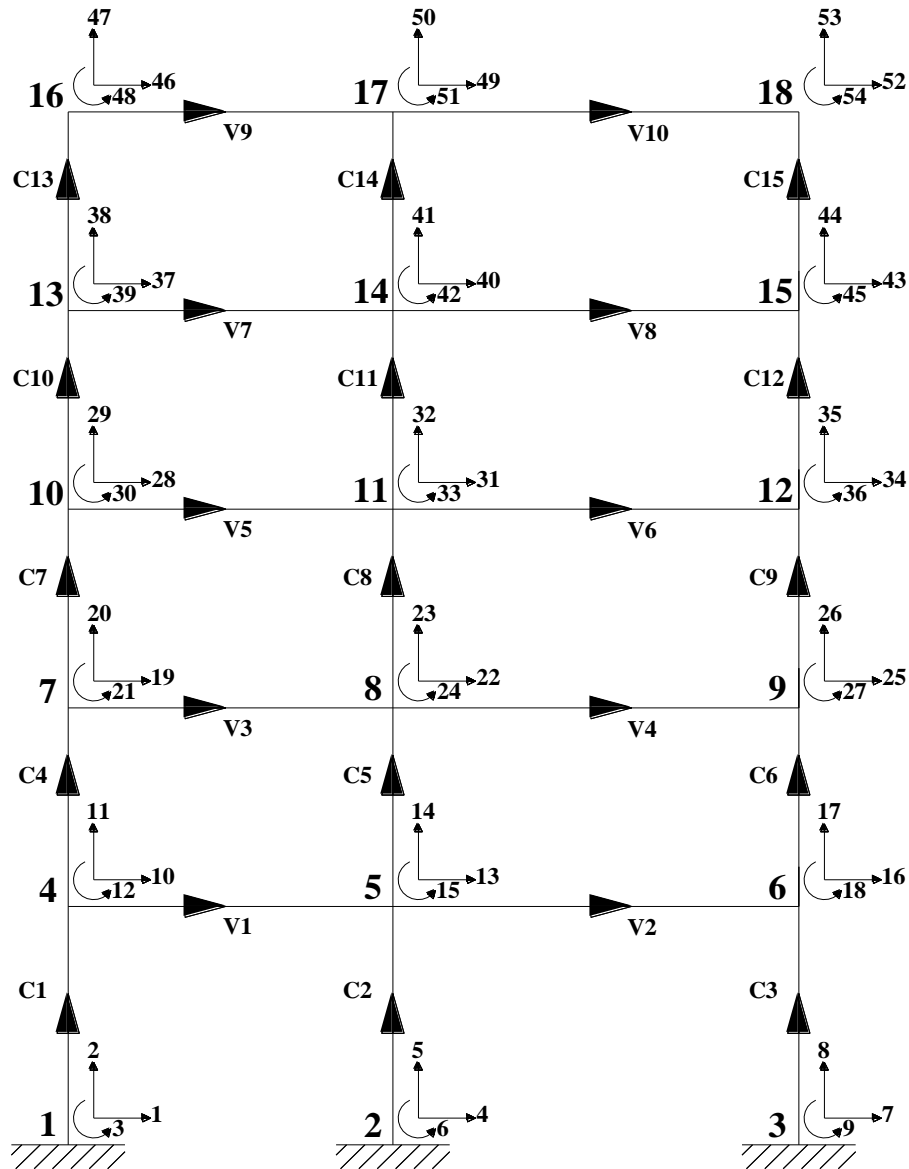 47 50 53
46 49 52
16 48 17 51 18 54
V9 V10
C13 C14 C15
38 41 44
37 40 43
13 39 14 42 15 45
V7 V8
C10 C11 C12
29 32 35
28 31 34
10 30 11 33 12 36
V5 V6
C7 C8 C9
20 23 26
19 22 25
7 21 8 24 9 27
V3 V4
C4 C5 C6
11 14 17
10 13 16
4 12 5 15 6 18
V1 V2
C1 C2 C3
2 5 8
1 4 7
1 3 2 6 3 9